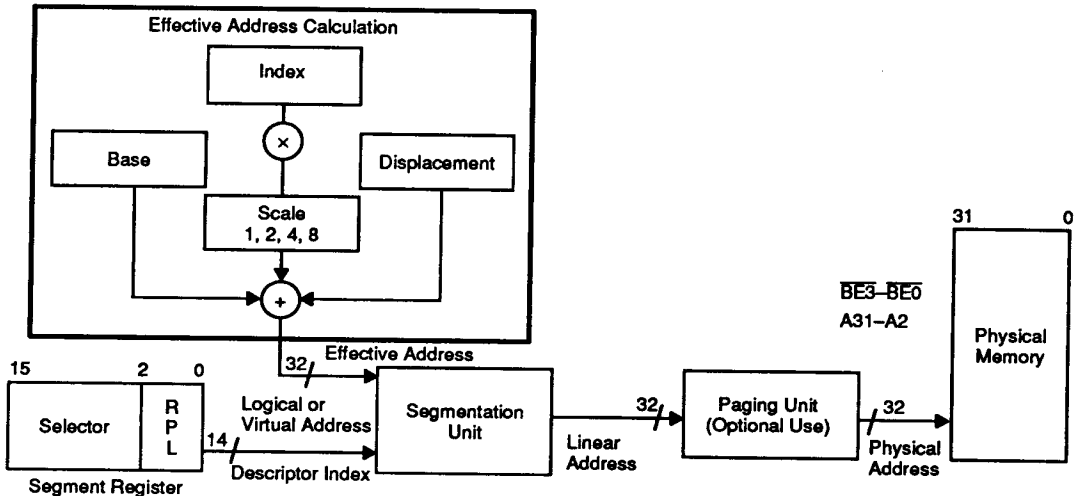 Effective Address Calculation
Index
×
Base
Displacement
Scale
1, 2, 4, 8
+
31 0
BE3–BE0
A31–A2
Physical
Memory
Effective Address
15 2 0
32
Selector
R
P
L
Logical or
Virtual Address
14
Descriptor Index
Segment Register
Segmentation
Unit
32
Linear
Address
Paging Unit
(Optional Use)
32
Physical
Address